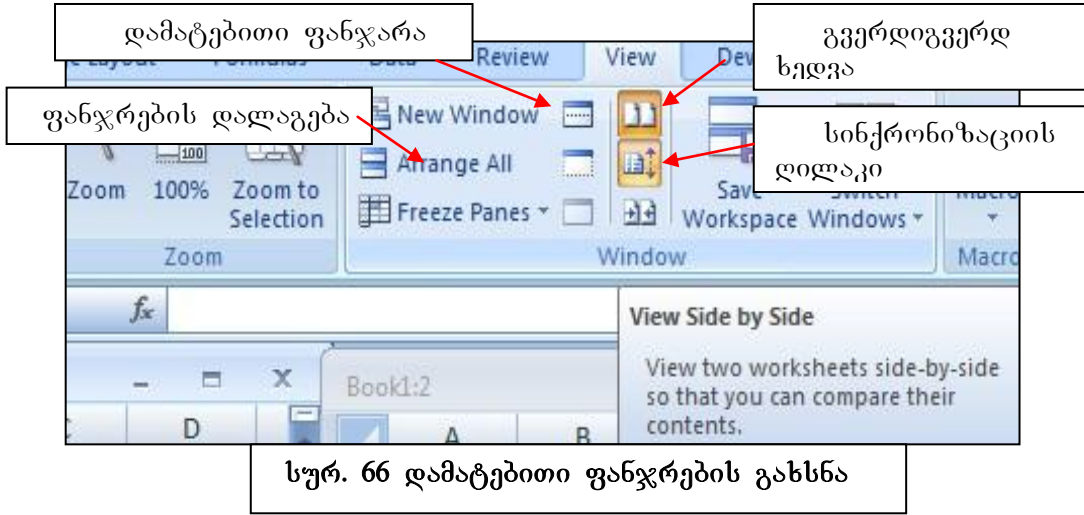 დამატებითი ფანჯარა
გვერდიგვერდ
ხედვა
Review View
ფანჯრების დალაგება
New Window
სინქრონიზაციის
ღილაკი
100
Arrange All
Zoom 100% Zoom to
Selection
Freeze Panes
Save
Workspace Windows
Zoom
Window
Macro
fx
View Side by Side
View two worksheets side-by-side
so that you can compare their
contents.
Book1:2
D
A B
სურ. 66 დამატებითი ფანჯრების გახსნა